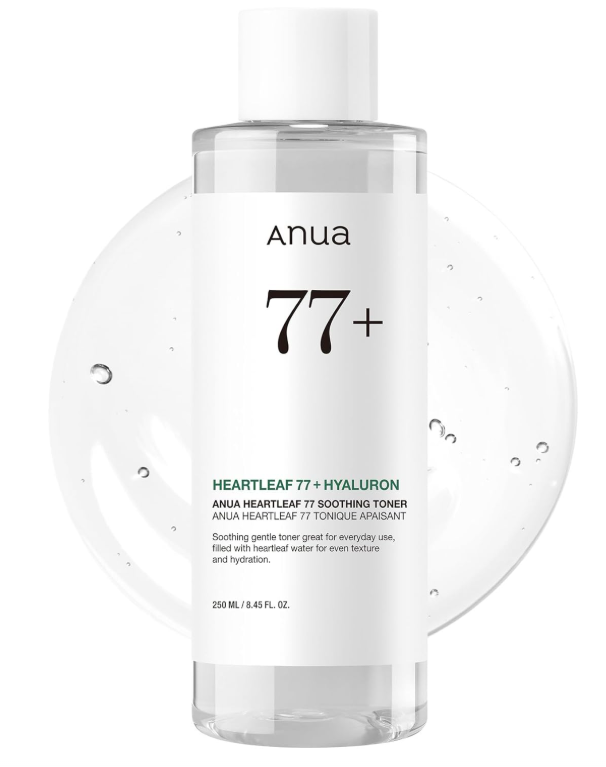 Anua
77+
HEARTLEAF 77 + HYALURON
ANUA HEARTLEAF 77 SOOTHING TONER
ANUA HEARTLEAF 77 TONIQUE APAISANT
Soothing gentle toner great for everyday use,
filled with heartleaf water for even texture
and hydration.
250 ML / 8.45 FL. OZ.